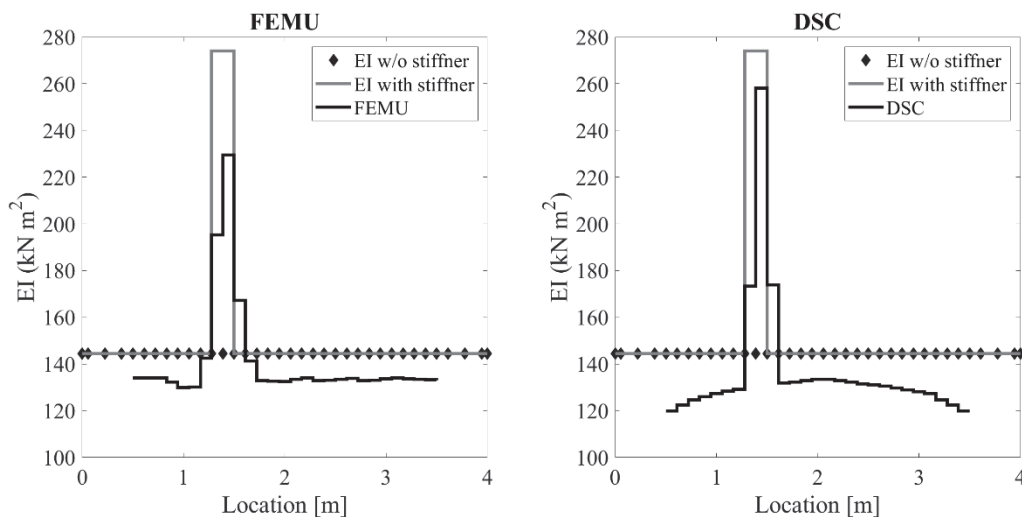 FEMU
280
260
240
220
200
180
160
140
120
100
EI (kN m²)
EI w/o stiffner
EI with stiffner
FEMU
0 1 2 3 4
Location [m]
DSC
280
260
240
220
200
180
160
140
120
100
EI (kN m²)
EI w/o stiffner
EI with stiffner
DSC
0 1 2 3 4
Location [m]